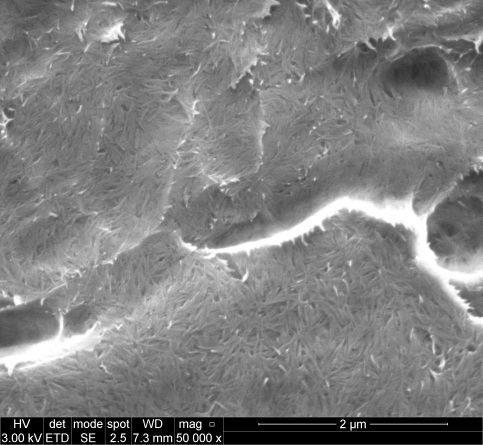 HV det mode spot WD mag □
3.00 kV ETD SE 2.5 7.3 mm 50 000 x
2 µm